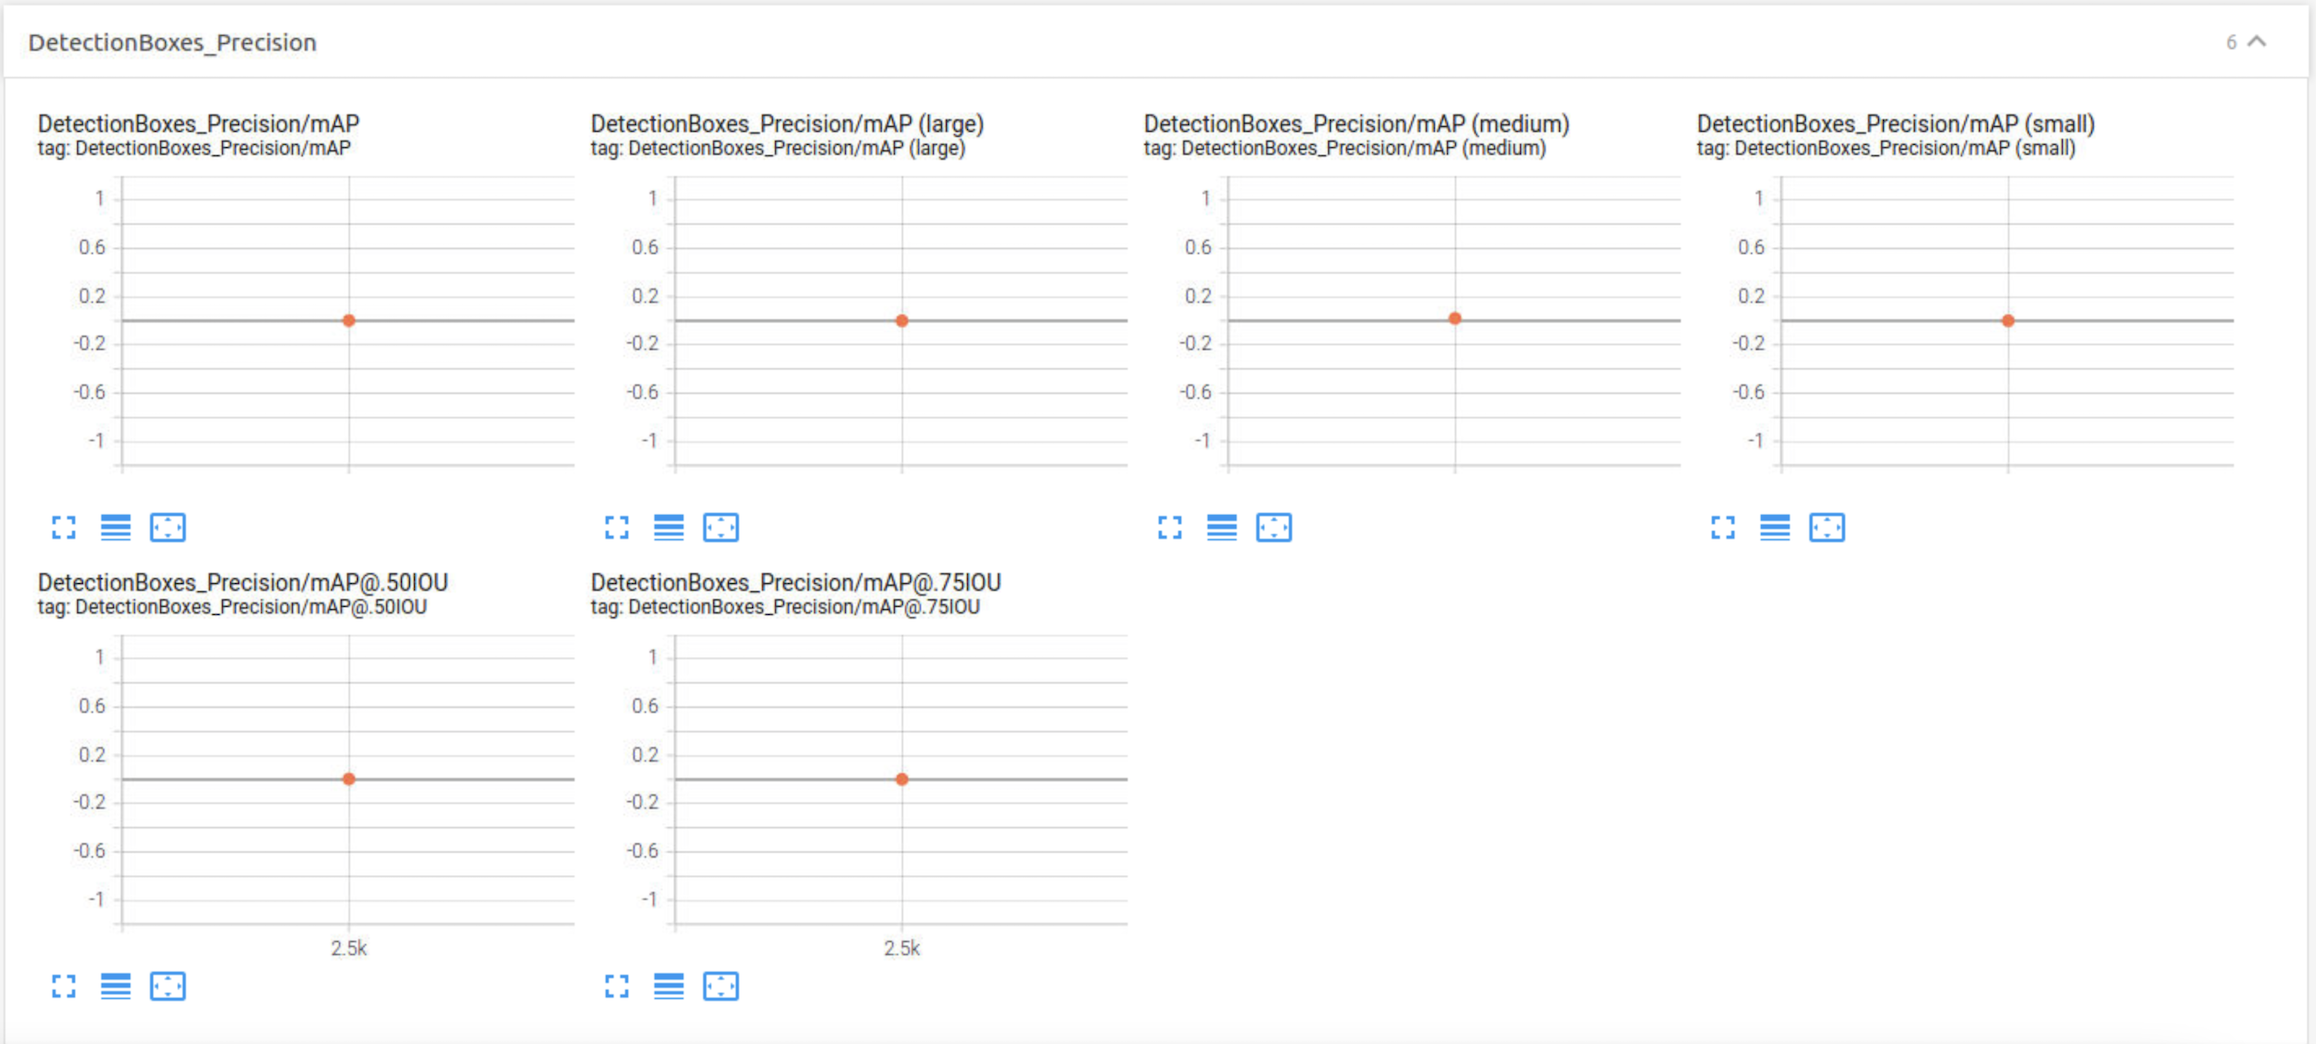 DetectionBoxes_Precision
6
DetectionBoxes_Precision/mAP
tag: DetectionBoxes_Precision/mAP
1
0.6
0.2
-0.2
-0.6
-1
DetectionBoxes_Precision/mAP (large)
tag: DetectionBoxes_Precision/mAP (large)
1
0.6
0.2
-0.2
-0.6
-1
DetectionBoxes_Precision/mAP (medium)
tag: DetectionBoxes_Precision/mAP (medium)
1
0.6
0.2
-0.2
-0.6
-1
DetectionBoxes_Precision/mAP (small)
tag: DetectionBoxes_Precision/mAP (small)
1
0.6
0.2
-0.2
-0.6
-1
DetectionBoxes_Precision/mAP@.50IOU
tag: DetectionBoxes_Precision/mAP@.50IOU
1
0.6
0.2
-0.2
-0.6
-1
2.5k
DetectionBoxes_Precision/mAP@.75IOU
tag: DetectionBoxes_Precision/mAP@.75IOU
1
0.6
0.2
-0.2
-0.6
-1
2.5k